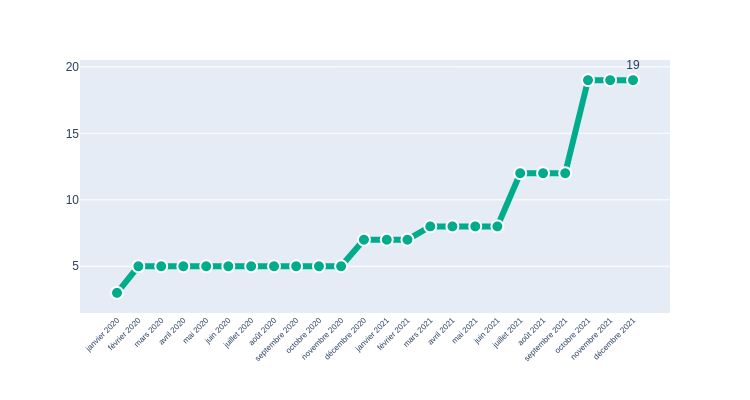 20
19
15
10
5
janvier 2020
février 2020
mars 2020
avril 2020
mai 2020
juin 2020
juillet 2020
août 2020
septembre 2020
octobre 2020
novembre 2020
décembre 2020
janvier 2021
février 2021
mars 2021
avril 2021
mai 2021
juin 2021
juillet 2021
août 2021
septembre 2021
octobre 2021
novembre 2021
décembre 2021